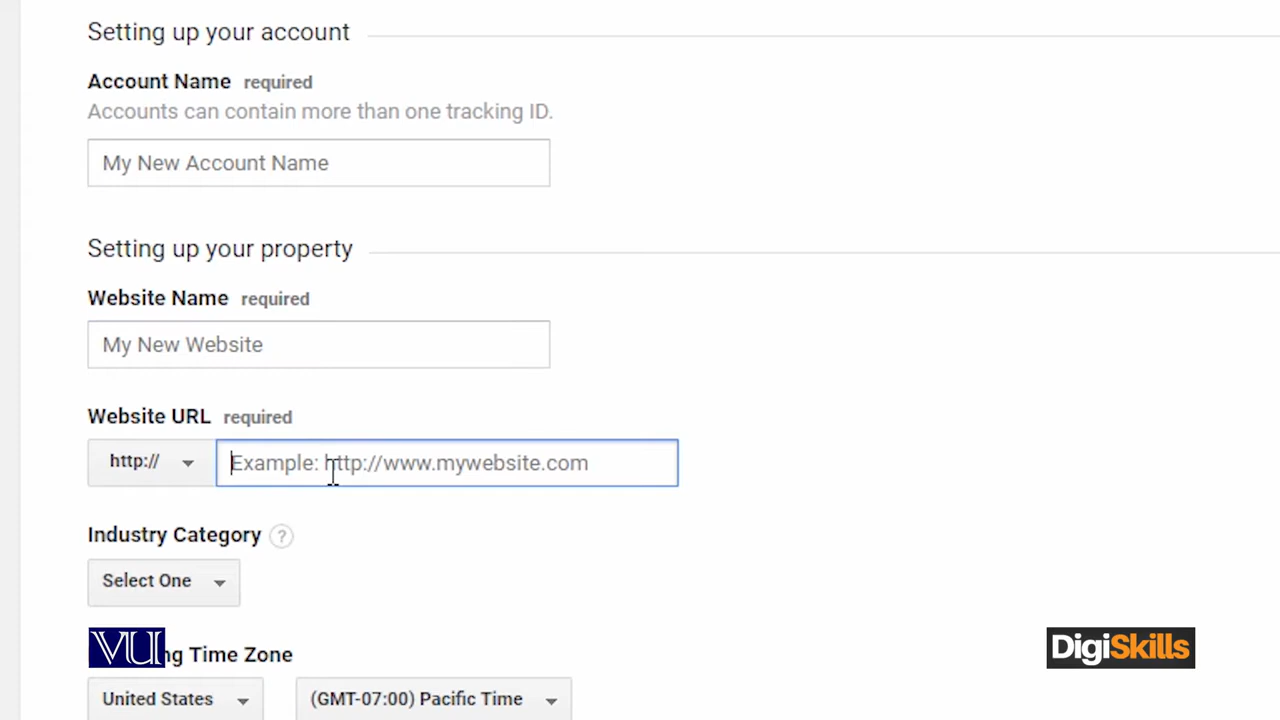 Setting up your account
Account Name required
Accounts can contain more than one tracking ID.
My New Account Name
Setting up your property
Website Name required
My New Website
Website URL required
http:// Example: http://www.mywebsite.com
Industry Category ?
Select One
VU ng Time Zone
DigiSkills
United States (GMT-07:00) Pacific Time